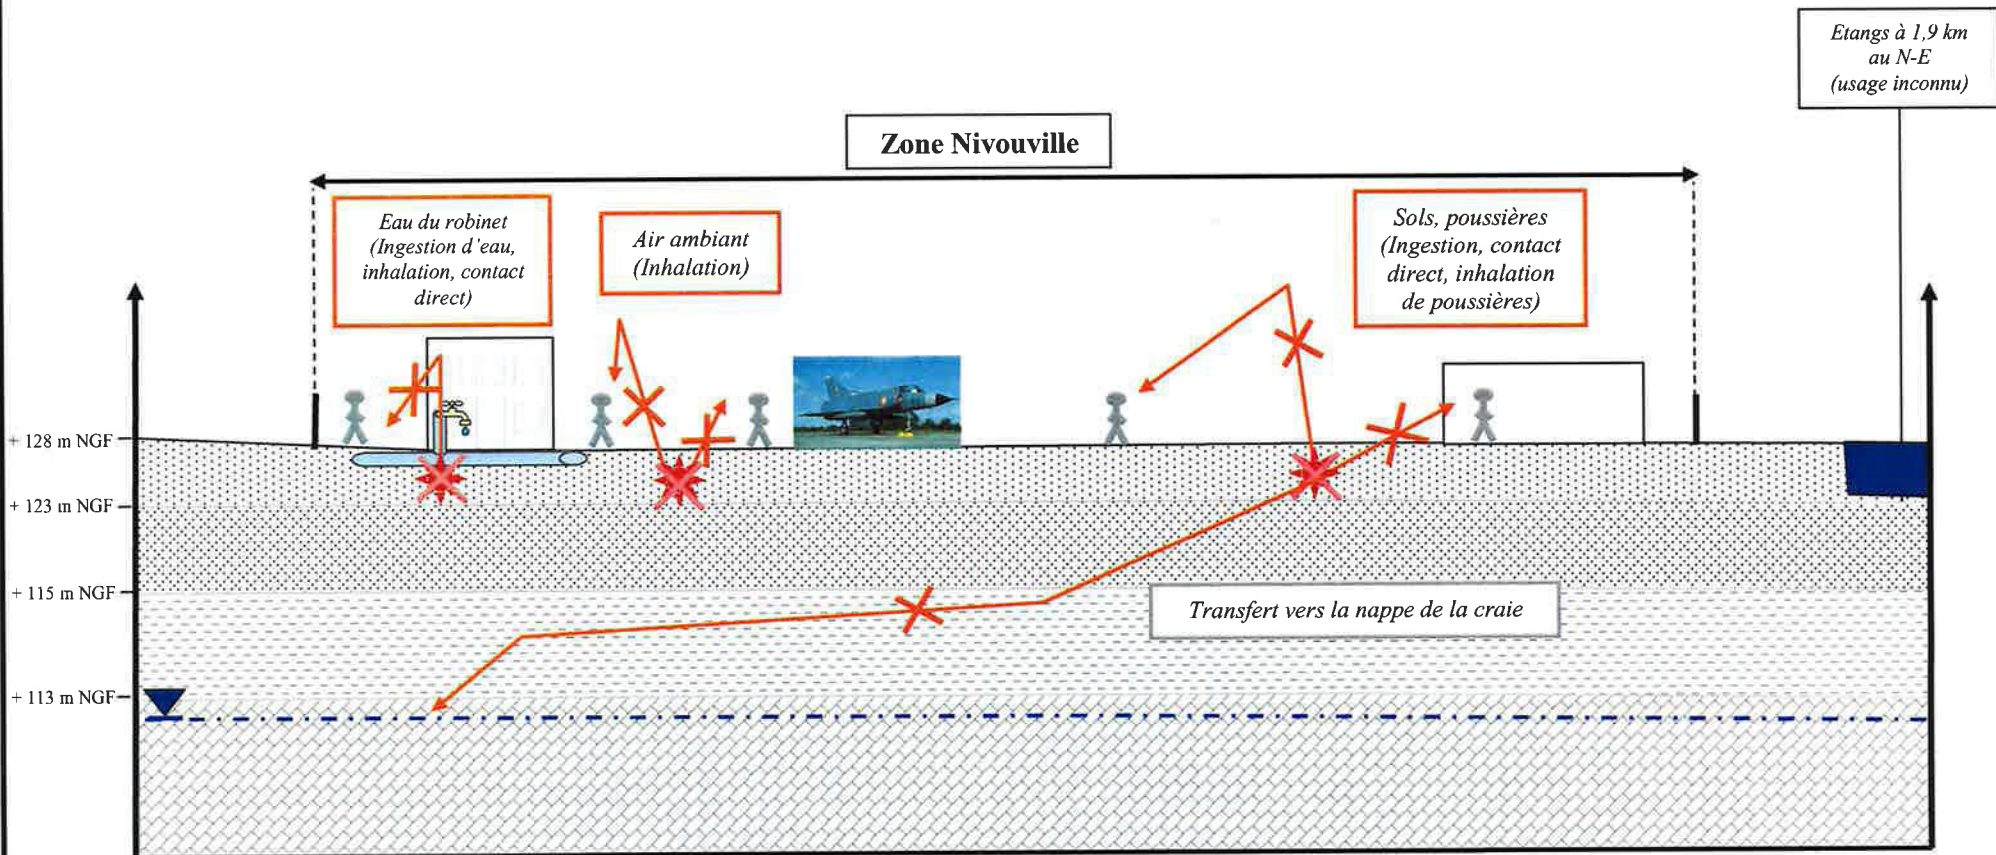 Etangs à 1,9 km
au N-E
(usage inconnu)
Zone Nivouville
Eau du robinet
(Ingestion d'eau,
inhalation, contact
direct)
Air ambiant
(Inhalation)
Sols, poussières
(Ingestion, contact
direct, inhalation
de poussières)
+ 128 m NGF
+ 123 m NGF
+ 115 m NGF
Transfert vers la nappe de la craie
+ 113 m NGF